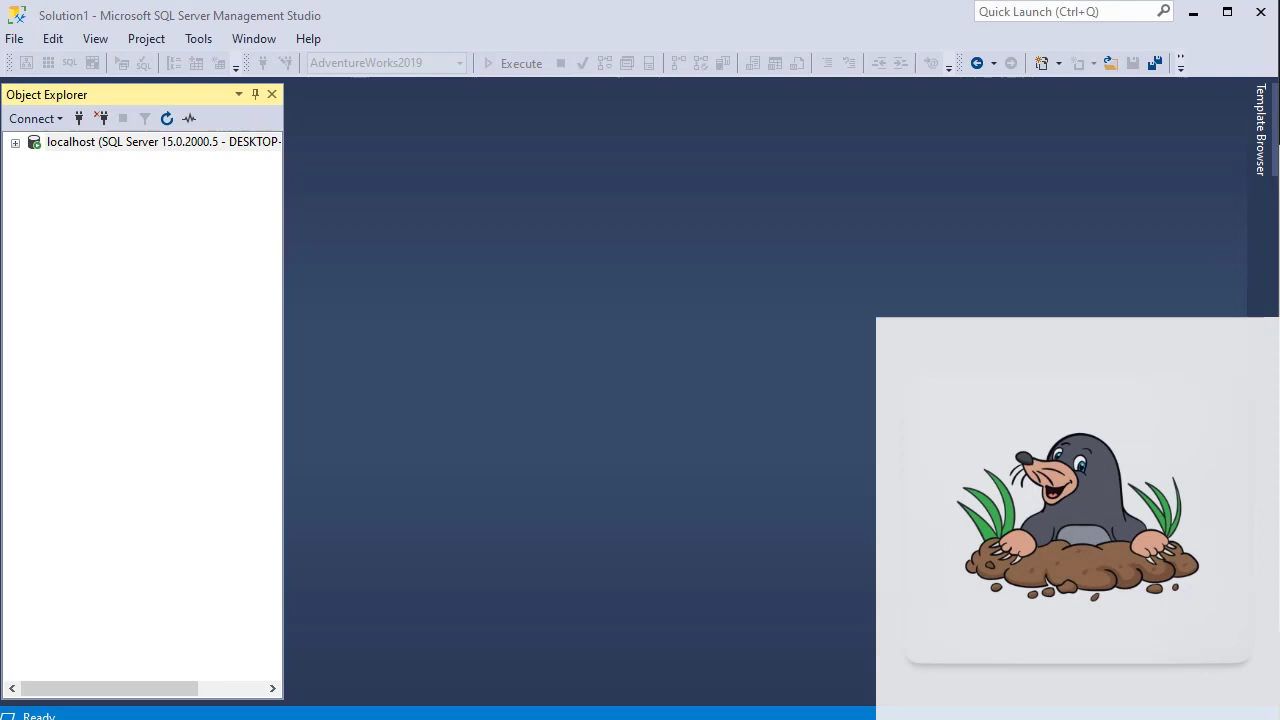 Solution1 - Microsoft SQL Server Management Studio
Quick Launch (Ctrl+Q)
File Edit View Project Tools Window Help
SQL AdventureWorks2019 Execute
Object Explorer
Connect
localhost (SQL Server 15.0.2000.5 - DESKTOP-
Template Browser
Ready